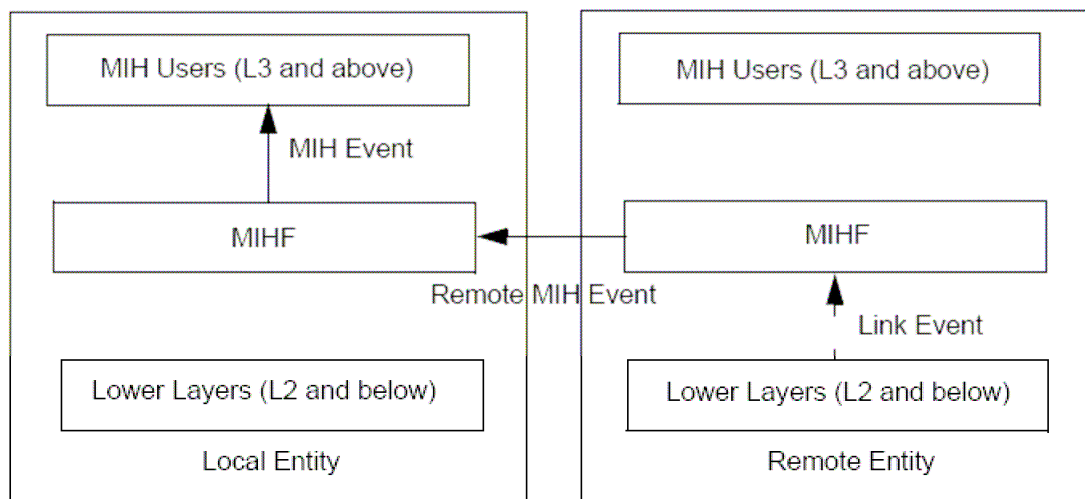 MIH Users (L3 and above)
MIH Users (L3 and above)
MIH Event
MIHF
MIHF
Remote MIH Event
Link Event
Lower Layers (L2 and below)
Lower Layers (L2 and below)
Local Entity
Remote Entity